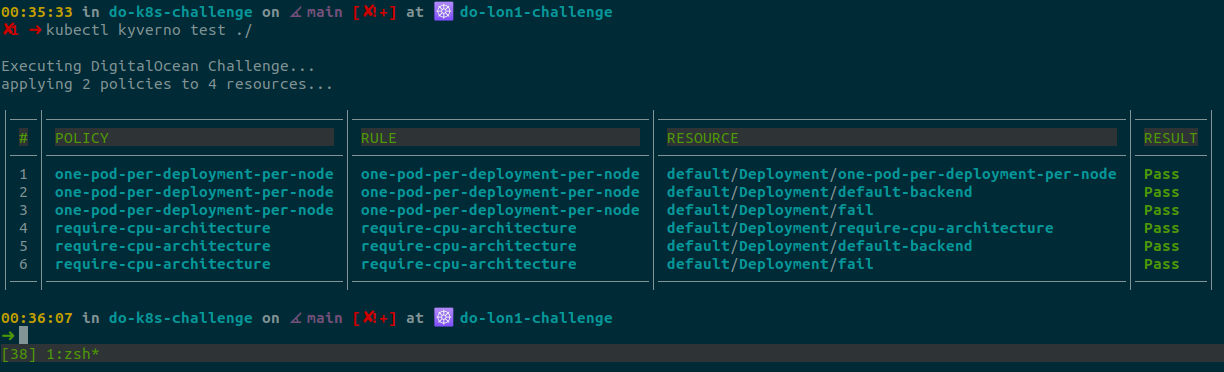 00:35:33 in do-k8s-challenge on main [✘!+] at do-lon1-challenge
✘1 ➜kubectl kyverno test ./
Executing DigitalOcean Challenge...
applying 2 policies to 4 resources...
# POLICY RULE RESOURCE RESULT
1 one-pod-per-deployment-per-node one-pod-per-deployment-per-node default/Deployment/one-pod-per-deployment-per-node Pass
2 one-pod-per-deployment-per-node one-pod-per-deployment-per-node default/Deployment/default-backend Pass
3 one-pod-per-deployment-per-node one-pod-per-deployment-per-node default/Deployment/fail Pass
4 require-cpu-architecture require-cpu-architecture default/Deployment/require-cpu-architecture Pass
5 require-cpu-architecture require-cpu-architecture default/Deployment/default-backend Pass
6 require-cpu-architecture require-cpu-architecture default/Deployment/fail Pass
00:36:07 in do-k8s-challenge on main [✘!+] at do-lon1-challenge
➜
[38] 1:zsh*